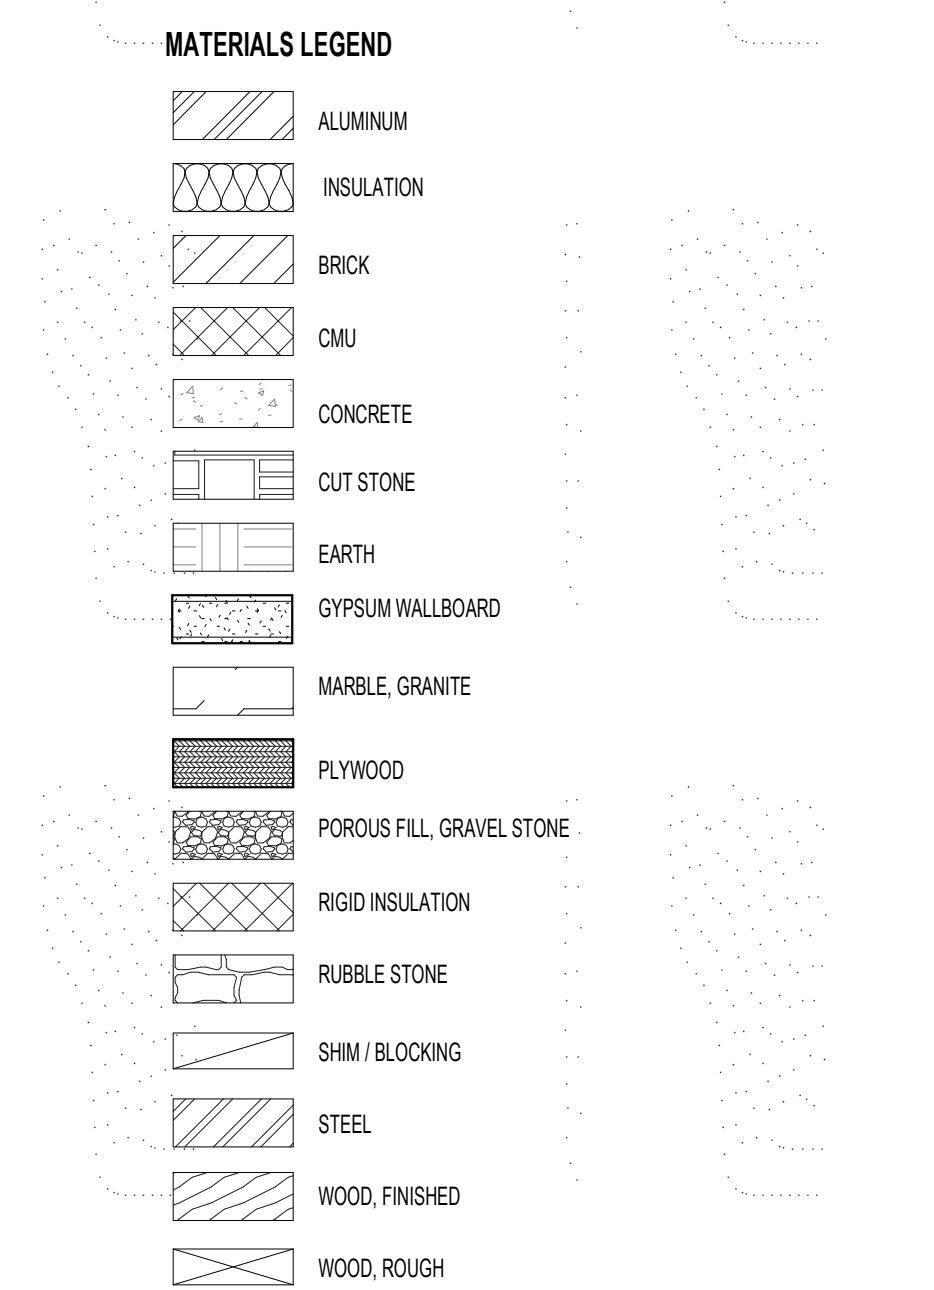 MATERIALS LEGEND
ALUMINUM
INSULATION
BRICK
CMU
CONCRETE
CUT STONE
EARTH
GYPSUM WALLBOARD
MARBLE, GRANITE
PLYWOOD
POROUS FILL, GRAVEL STONE
RIGID INSULATION
RUBBLE STONE
SHIM / BLOCKING
STEEL
WOOD, FINISHED
WOOD, ROUGH